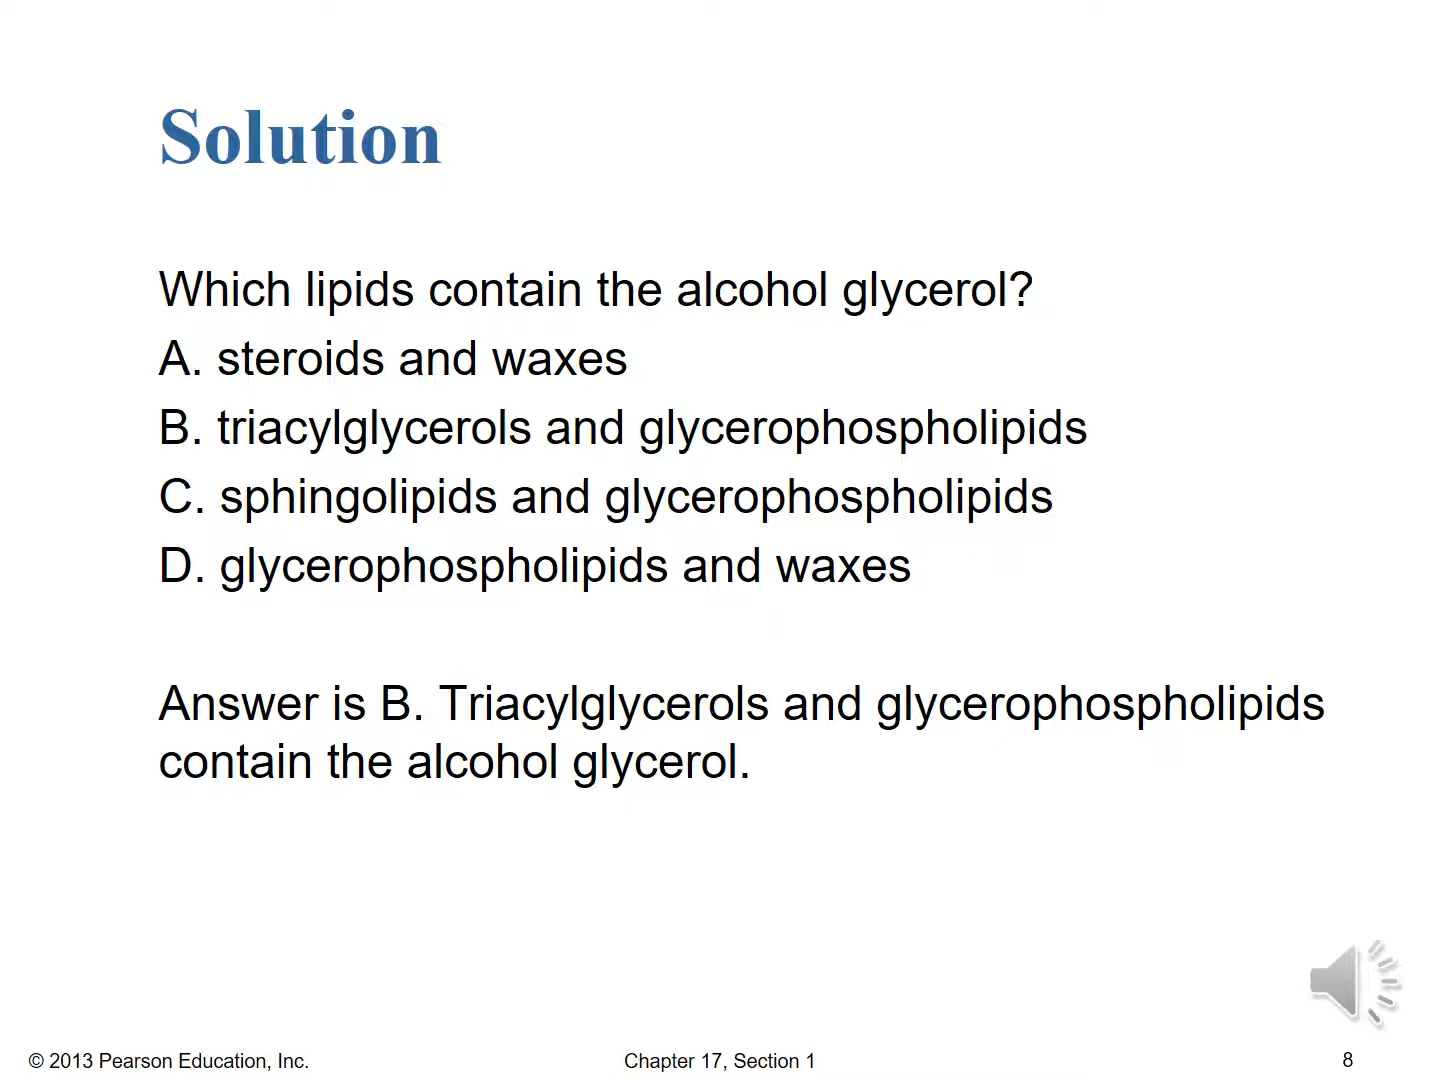 Solution
Which lipids contain the alcohol glycerol?
A. steroids and waxes
B. triacylglycerols and glycerophospholipids
C. sphingolipids and glycerophospholipids
D. glycerophospholipids and waxes
Answer is B. Triacylglycerols and glycerophospholipids
contain the alcohol glycerol.
© 2013 Pearson Education, Inc.
Chapter 17, Section 1
8